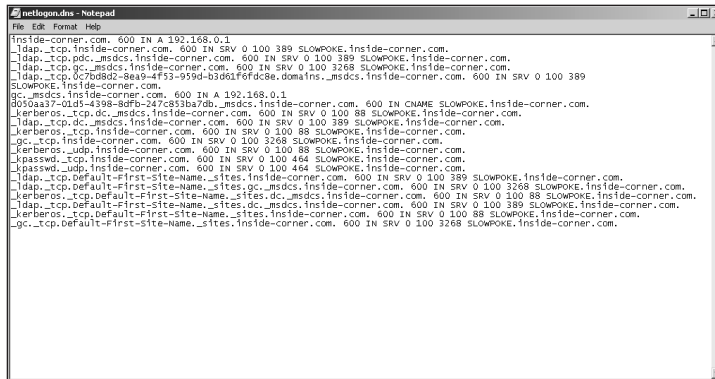 netlogon.dns - Notepad
File Edit Format Help
inside-corner.com. 600 IN A 192.168.0.1
_ldap._tcp.inside-corner.com. 600 IN SRV 0 100 389 SLOWPOKE.inside-corner.com.
_ldap._tcp.pdc._msdcs.inside-corner.com. 600 IN SRV 0 100 389 SLOWPOKE.inside-corner.com.
_ldap._tcp.gc._msdcs.inside-corner.com. 600 IN SRV 0 100 3268 SLOWPOKE.inside-corner.com.
_ldap._tcp.0c7bd8d2-8ea9-4f53-959d-b3d61f6fdc8e.domains._msdcs.inside-corner.com. 600 IN SRV 0 100 389
SLOWPOKE.inside-corner.com.
gc._msdcs.inside-corner.com. 600 IN A 192.168.0.1
d050aa37-01d5-4398-8dfb-247c853ba7db._msdcs.inside-corner.com. 600 IN CNAME SLOWPOKE.inside-corner.com.
_kerberos._tcp.dc._msdcs.inside-corner.com. 600 IN SRV 0 100 88 SLOWPOKE.inside-corner.com.
_ldap._tcp.dc._msdcs.inside-corner.com. 600 IN SRV 0 100 389 SLOWPOKE.inside-corner.com.
_kerberos._tcp.inside-corner.com. 600 IN SRV 0 100 88 SLOWPOKE.inside-corner.com.
_gc._tcp.inside-corner.com. 600 IN SRV 0 100 3268 SLOWPOKE.inside-corner.com.
_kerberos._udp.inside-corner.com. 600 IN SRV 0 100 88 SLOWPOKE.inside-corner.com.
_kpasswd._tcp.inside-corner.com. 600 IN SRV 0 100 464 SLOWPOKE.inside-corner.com.
_kpasswd._udp.inside-corner.com. 600 IN SRV 0 100 464 SLOWPOKE.inside-corner.com.
_ldap._tcp.Default-First-Site-Name._sites.inside-corner.com. 600 IN SRV 0 100 389 SLOWPOKE.inside-corner.com.
_ldap._tcp.Default-First-Site-Name._sites.gc._msdcs.inside-corner.com. 600 IN SRV 0 100 3268 SLOWPOKE.inside-corner.com.
_kerberos._tcp.Default-First-Site-Name._sites.dc._msdcs.inside-corner.com. 600 IN SRV 0 100 88 SLOWPOKE.inside-corner.com.
_ldap._tcp.Default-First-Site-Name._sites.dc._msdcs.inside-corner.com. 600 IN SRV 0 100 389 SLOWPOKE.inside-corner.com.
_kerberos._tcp.Default-First-Site-Name._sites.inside-corner.com. 600 IN SRV 0 100 88 SLOWPOKE.inside-corner.com.
_gc._tcp.Default-First-Site-Name._sites.inside-corner.com. 600 IN SRV 0 100 3268 SLOWPOKE.inside-corner.com.